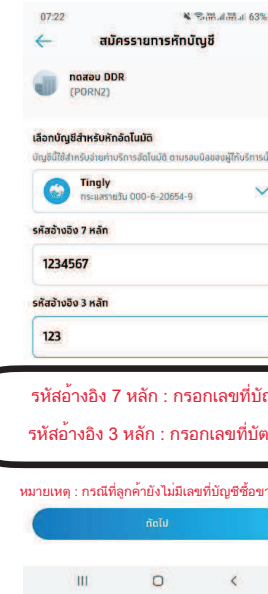 07:22 63%
สมัครรายการหักบัญชี
ทดสอบ DDR
(PORN2)
เลือกบัญชีสำหรับหักอัตโนมัติ
บัญชีนี้ใช้สำหรับจ่ายค่าบริการอัตโนมัติ ตามรอบบิลของผู้ให้บริการนี้
Tingly
กระแสรายวัน 000-6-20654-9
รหัสอ้างอิง 7 หลัก
1234567
รหัสอ้างอิง 3 หลัก
123
รหัสอ้างอิง 7 หลัก : กรอกเลขที่บัญ
รหัสอ้างอิง 3 หลัก : กรอกเลขที่บัต
หมายเหตุ : กรณีที่ลูกค้ายังไม่มีเลขที่บัญชีซื้อขา
ถัดไป